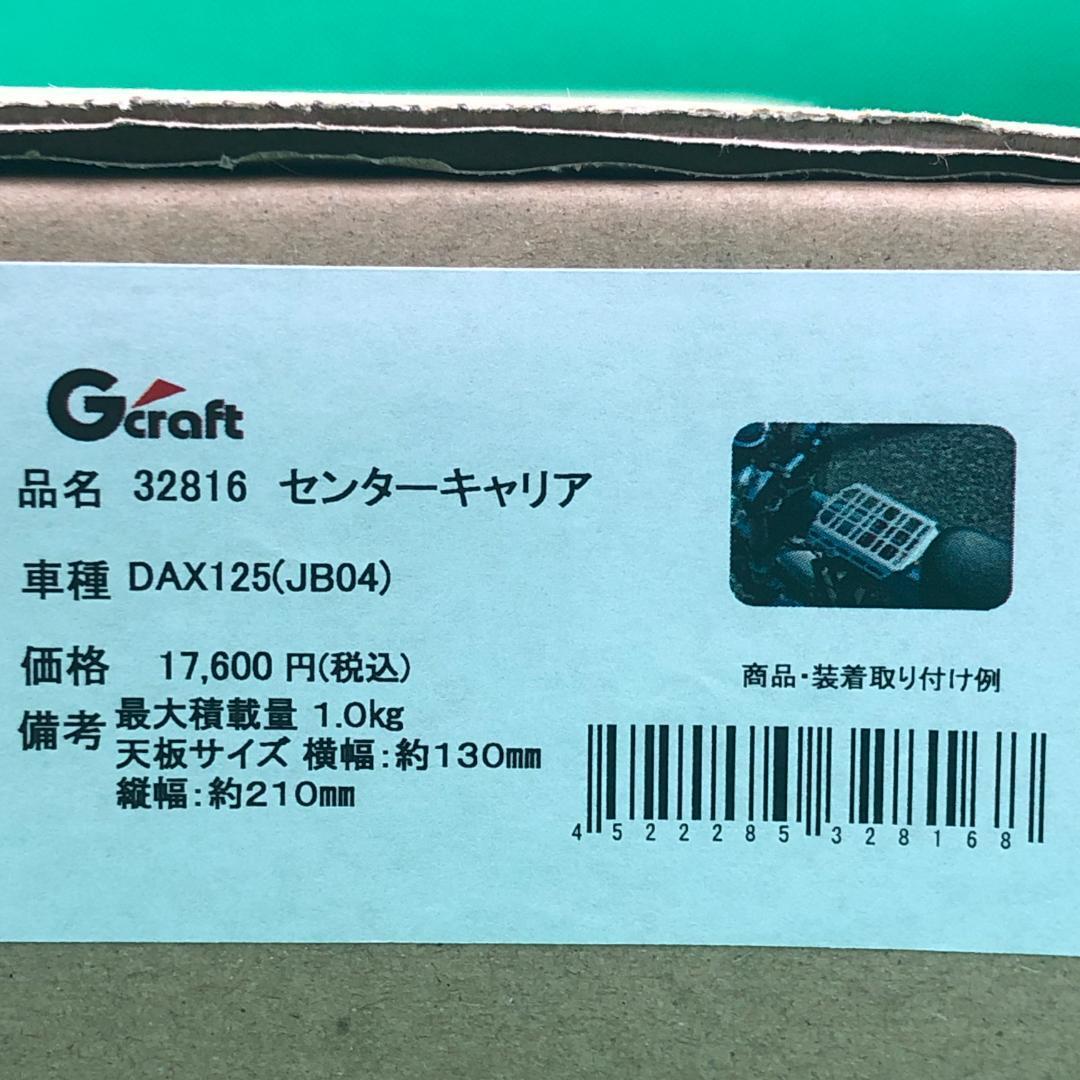 Gcraft
品名 32816 センターキャリア
車種 DAX125(JB04)
価格 17,600 円(税込)
備考 最大積載量 1.0kg
天板サイズ 横幅:約130mm
縦幅:約210mm
商品・装着取り付け例
4 522285 328168